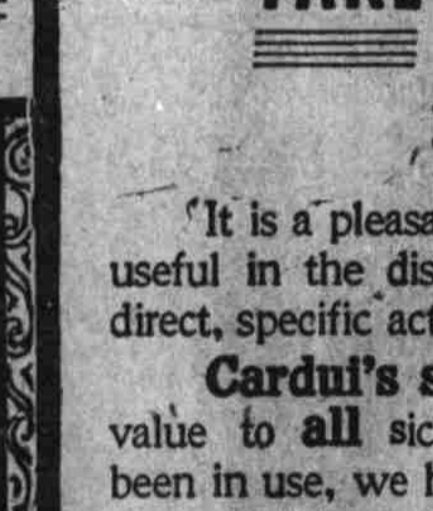 "It is a pleasa
useful in the dis
direct, specific act
Cardui's s
value to all sic
been in use, we h